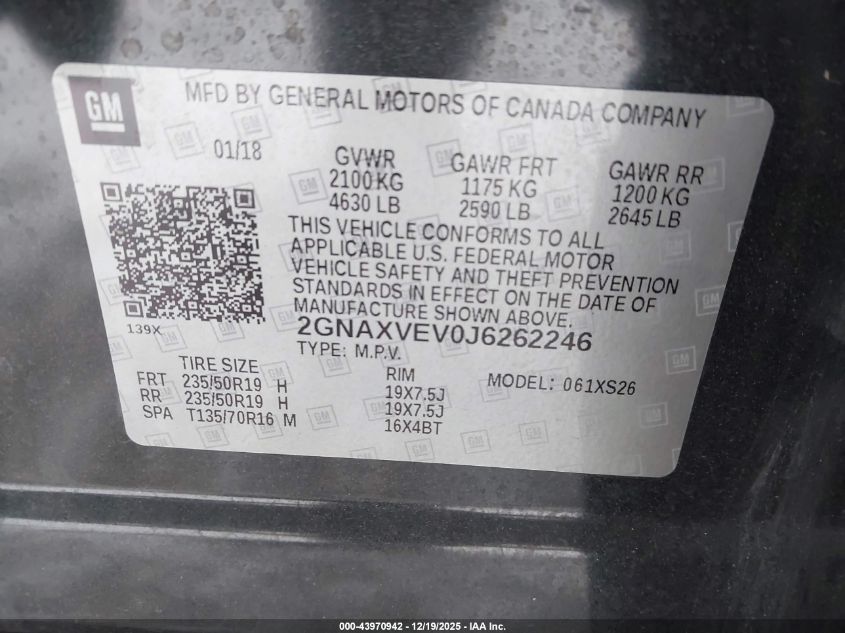 GM
MFD BY GENERAL MOTORS OF CANADA COMPANY
01/18
GVWR
2100 KG
4630 LB
GAWR FRT
1175 KG
2590 LB
GAWR RR
1200 KG
2645 LB
THIS VEHICLE CONFORMS TO ALL
APPLICABLE U.S. FEDERAL MOTOR
VEHICLE SAFETY AND THEFT PREVENTION
STANDARDS IN EFFECT ON THE DATE OF
MANUFACTURE SHOWN ABOVE.
139X
2GNAXVEV0J6262246
TYPE: M.P.V.
TIRE SIZE
FRT 235/50R19 H
RR 235/50R19 H
SPA T135/70R16 M
RIM
19X7.5J
19X7.5J
16X4BT
MODEL: 061XS26
000-43970942 - 12/19/2025 - IAA Inc.